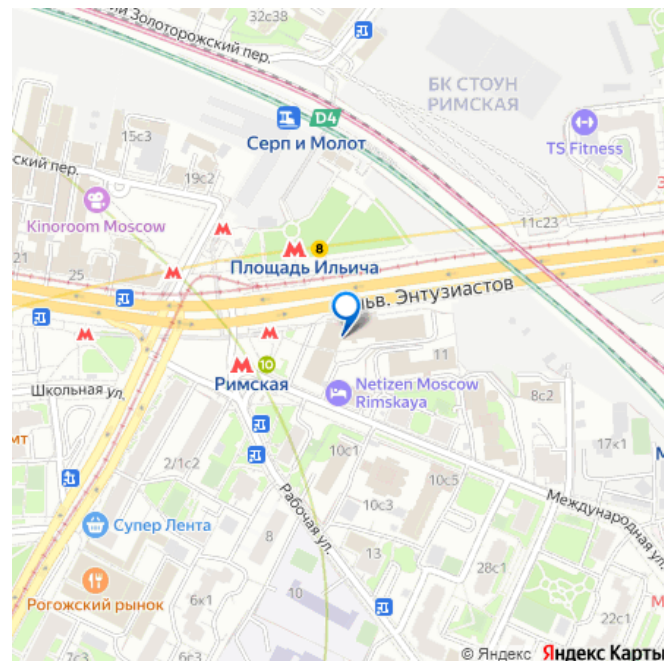 32с38
Золоторожский пер.
БК СТОУН
РИМСКАЯ
D4
Серп и Молот
TS Fitness
15с3
ский пер.
19с2
Kinoroom Moscow
11с23
М
М
8
Площадь Ильича
21
25
М
ьв. Энтузиастов
М
М
М
10
Римская
11
Школьная ул.
Netizen Moscow
Rimskaya
8с2
мт
17к1
2/1с2
10с1
10с5
Рабочая ул.
Международная ул.
10с3
Супер Лента
8
13
28с1
Рогожский рынок
6к1
10
22с1
6с3
© Яндекс Яндекс Карты